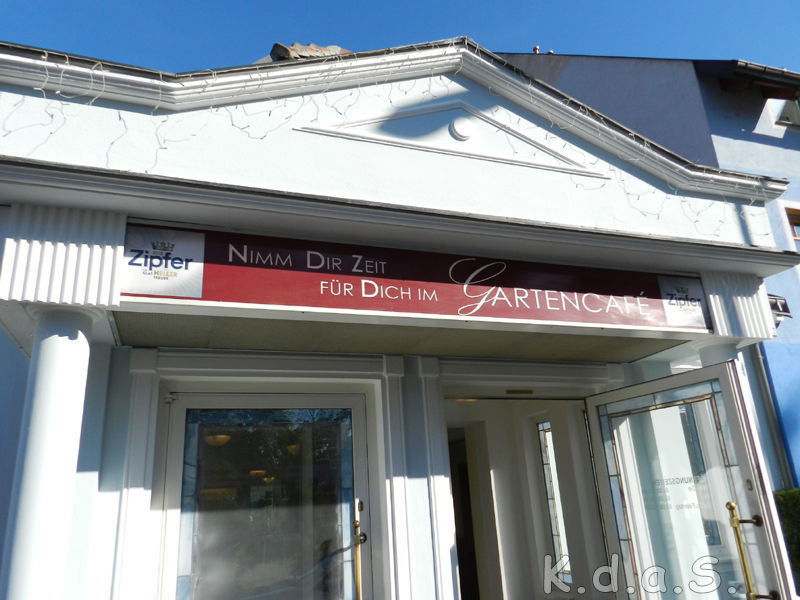 Zipfer
NIMM DIR ZEIT
FÜR DICH IM GARTENCAFÉ
Zipfer
K.d.a.S.